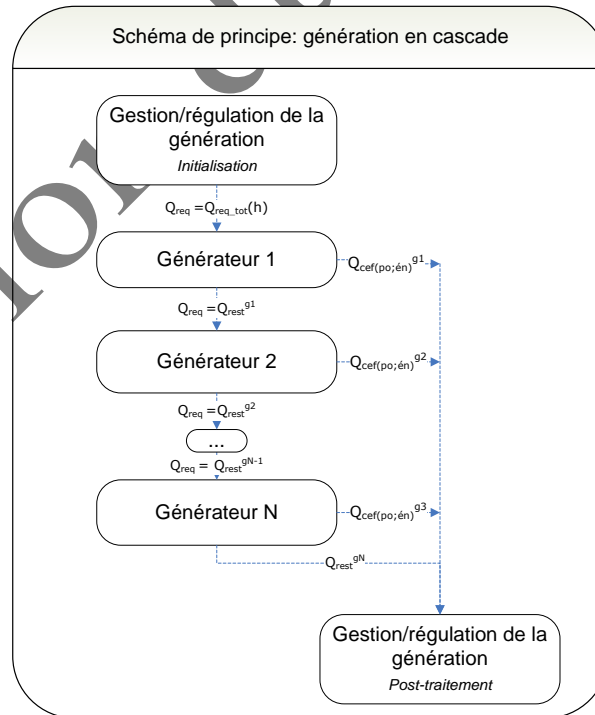 Schéma de principe: génération en cascade
Gestion/régulation de la
génération
Initialisation
Qreq =Qreq_tot(h)
Générateur 1
Qcef(po;én)g1
Qreq =Qrestg1
Générateur 2
Qcef(po;én)g2
Qreq =Qrestg2
...
Qreq = QrestgN-1
Générateur N
Qcef(po;én)g3
QrestgN
Gestion/régulation de la
génération
Post-traitement